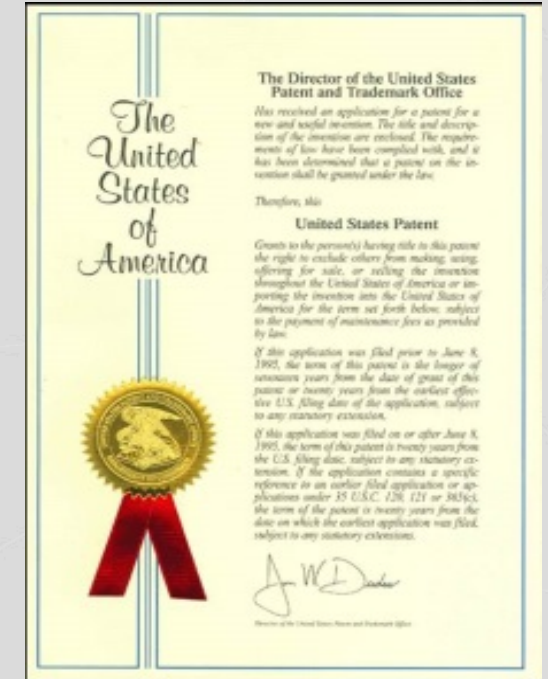 The
United
States
of
America
The Director of the United States
Patent and Trademark Office
Has received an application for a patent for a
new and useful invention. The title and descrip-
tion of the invention are enclosed. The require-
ments of law have been complied with, and it
has been determined that a patent on the in-
vention shall be granted under the law.
Therefore, this
United States Patent
Grants to the person(s) having title to this patent
the right to exclude others from making, using,
offering for sale, or selling the invention
throughout the United States of America or im-
porting the invention into the United States of
America for the term set forth below, subject
to the payment of maintenance fees as provided
by law.
If this application was filed prior to June 8,
1995, the term of this patent is the longer of
seventeen years from the date of grant of this
patent or twenty years from the earliest effec-
tive U.S. filing date of the application, subject
to any statutory extension.
If this application was filed on or after June 8,
1995, the term of this patent is twenty years from
the U.S. filing date, subject to any statutory ex-
tension. If the application contains a specific
reference to an earlier filed application or ap-
plications under 35 U.S.C. 120, 121 or 365(c),
the term of the patent is twenty years from the
date on which the earliest application was filed,
subject to any statutory extensions.
Director of the United States Patent and Trademark Office